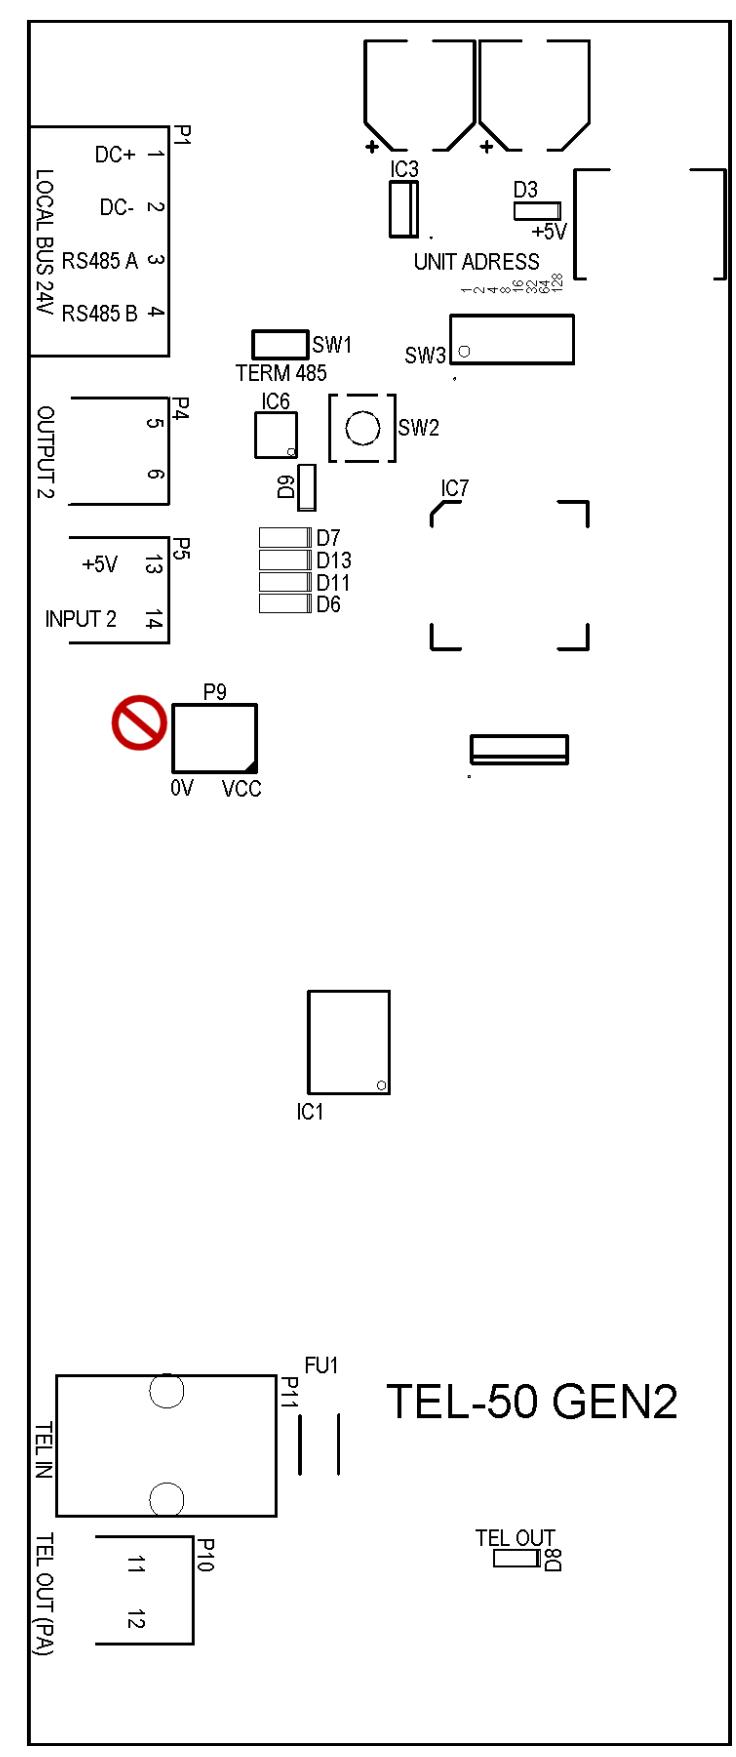 P1
DC+ 1
DC- 2
RS485 A 3
RS485 B 4
LOCAL BUS 24V
+
+
IC3
D3
+5V
UNIT ADRESS
1 2 4 8 16 32 64 128
SW1
TERM 485
SW3
IC6
SW2
P4
5
6
OUTPUT 2
D9
IC7
P5
+5V 13
INPUT 2 14
D7
D13
D11
D6
P9
0V VCC
IC1
FU1
P11
TEL-50 GEN2
TEL IN
P10
11
12
TEL OUT (PA)
TEL OUT
D8